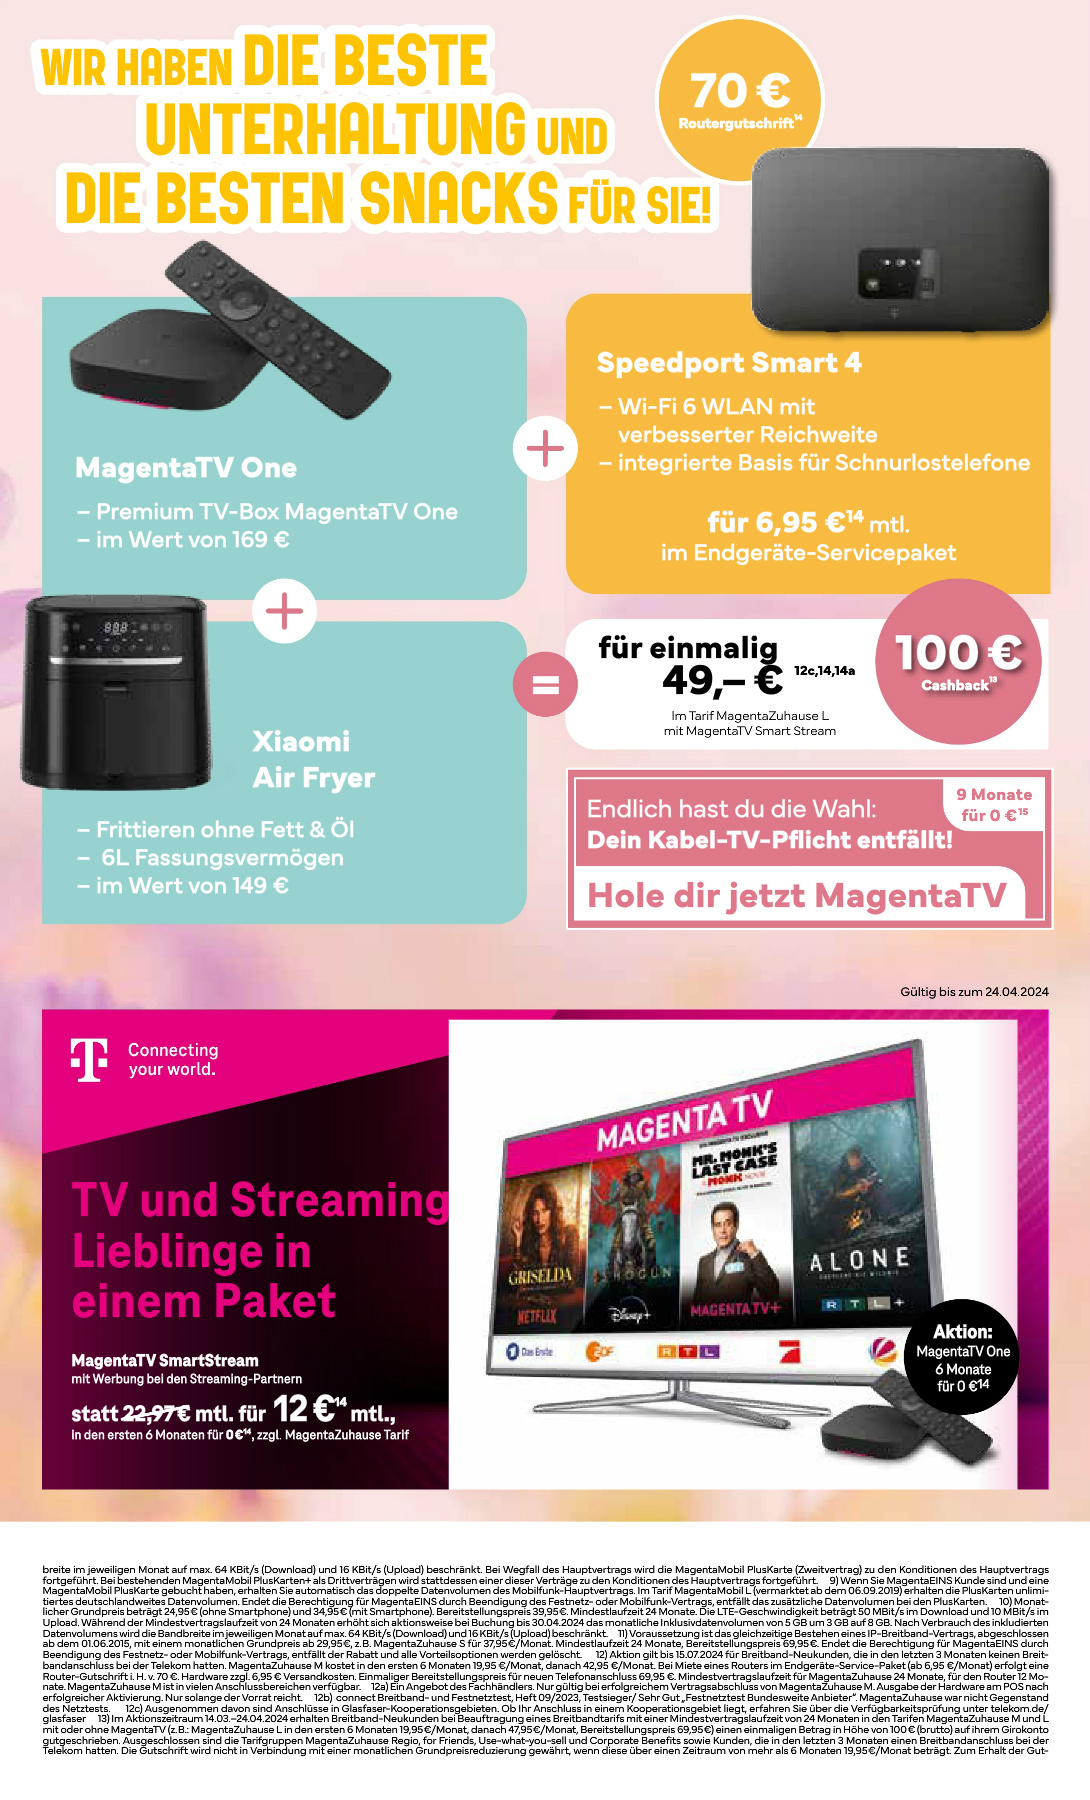 WIR HABEN DIE BESTE
UNTERHALTUNG UND
DIE BESTEN SNACKS FÜR SIE!
70 €
Routergutschrift¹⁴
MagentaTV One
– Premium TV-Box MagentaTV One
– im Wert von 169 €
+
Speedport Smart 4
– Wi-Fi 6 WLAN mit
verbesserter Reichweite
– integrierte Basis für Schnurlostelefone
für 6,95 €¹⁴ mtl.
im Endgeräte-Servicepaket
+
Xiaomi
Air Fryer
– Frittieren ohne Fett & Öl
– 6L Fassungsvermögen
– im Wert von 149 €
=
für einmalig
49,– € 12c,14,14a
Im Tarif MagentaZuhause L
mit MagentaTV Smart Stream
100 €
Cashback¹³
Endlich hast du die Wahl:
Dein Kabel-TV-Pflicht entfällt!
9 Monate
für 0 €¹⁵
Hole dir jetzt MagentaTV
Gültig bis zum 24.04.2024
T Connecting
your world.
TV und Streaming
Lieblinge in
einem Paket
MagentaTV SmartStream
mit Werbung bei den Streaming-Partnern
statt 22,97€ mtl. für 12 €¹⁴ mtl.,
in den ersten 6 Monaten für 0€¹⁴, zzgl. MagentaZuhause Tarif
MAGENTA TV
GRISELDA
NETFLIX
SHOGUN
Disney+
MR. MONK'S
LAST CASE
MONK
MAGENTATV+
ALONE
RTL+
Das Erste
ZDF
RTL
Aktion:
MagentaTV One
6 Monate
für 0 €¹⁴
breite im jeweiligen Monat auf max. 64 KBit/s (Download) und 16 KBit/s (Upload) beschränkt. Bei Wegfall des Hauptvertrags wird die MagentaMobil PlusKarte (Zweitvertrag) zu den Konditionen des Hauptvertrags
fortgeführt. Bei bestehenden MagentaMobil PlusKarten+ als Drittverträgen wird stattdessen einer dieser Verträge zu den Konditionen des Hauptvertrags fortgeführt. 9) Wenn Sie MagentaEINS Kunde sind und eine
MagentaMobil PlusKarte gebucht haben, erhalten Sie automatisch das doppelte Datenvolumen des Mobilfunk-Hauptvertrags. Im Tarif MagentaMobil L (vermarktet ab dem 06.09.2019) erhalten die PlusKarten unlimi-
tiertes deutschlandweites Datenvolumen. Endet die Berechtigung für MagentaEINS durch Beendigung des Festnetz- oder Mobilfunk-Vertrags, entfällt das zusätzliche Datenvolumen bei den PlusKarten. 10) Monat-
licher Grundpreis beträgt 24,95 € (ohne Smartphone) und 34,95 € (mit Smartphone). Bereitstellungspreis 39,95 €. Mindestlaufzeit 24 Monate. Die LTE-Geschwindigkeit beträgt 50 MBit/s im Download und 10 MBit/s im
Upload. Während der Mindestvertragslaufzeit von 24 Monaten erhöht sich aktionsweise bei Buchung bis 30.04.2024 das monatliche Inklusivdatenvolumen von 5 GB um 3 GB auf 8 GB. Nach Verbrauch des inkludierten
Datenvolumens wird die Bandbreite im jeweiligen Monat auf max. 64 KBit/s (Download) und 16 KBit/s (Upload) beschränkt. 11) Voraussetzung ist das gleichzeitige Bestehen eines IP-Breitband-Vertrags, abgeschlossen
ab dem 01.06.2015, mit einem monatlichen Grundpreis ab 29,95 €, z.B. MagentaZuhause S für 37,95 €/Monat. Mindestlaufzeit 24 Monate, Bereitstellungspreis 69,95 €. Endet die Berechtigung für MagentaEINS durch
Beendigung des Festnetz- oder Mobilfunk-Vertrags, entfällt der Rabatt und alle Vorteilsoptionen werden gelöscht. 12) Aktion gilt bis 15.07.2024 für Breitband-Neukunden, die in den letzten 3 Monaten keinen Breit-
bandanschluss bei der Telekom hatten. MagentaZuhause M kostet in den ersten 6 Monaten 19,95 €/Monat, danach 42,95 €/Monat. Bei Miete eines Routers im Endgeräte-Service-Paket (ab 6,95 €/Monat) erfolgt eine
Router-Gutschrift i. H. v. 70 €. Hardware zzgl. 6,95 € Versandkosten. Einmaliger Bereitstellungspreis für neuen Telefonanschluss 69,95 €. Mindestvertragslaufzeit für MagentaZuhause 24 Monate, für den Router 12 Mo-
nate. MagentaZuhause M ist in vielen Anschlussbereichen verfügbar. 12a) Ein Angebot des Fachhändlers. Nur gültig bei erfolgreichem Vertragsabschluss von MagentaZuhause M. Ausgabe der Hardware am POS nach
erfolgreicher Aktivierung. Nur solange der Vorrat reicht. 12b) connect Breitband- und Festnetztest, Heft 09/2023, Testsieger/ Sehr Gut „Festnetztest Bundesweite Anbieter“. MagentaZuhause war nicht Gegenstand
des Netztests. 12c) Ausgenommen davon sind Anschlüsse in Glasfaser-Kooperationsgebieten. Ob Ihr Anschluss in einem Kooperationsgebiet liegt, erfahren Sie über die Verfügbarkeitsprüfung unter telekom.de/
glasfaser 13) Im Aktionszeitraum 14.03.–24.04.2024 erhalten Breitband-Neukunden bei Beauftragung eines Breitbandtarifs mit einer Mindestvertragslaufzeit von 24 Monaten in den Tarifen MagentaZuhause M und L
mit oder ohne MagentaTV (z.B.: MagentaZuhause L in den ersten 6 Monaten 19,95€/Monat, danach 47,95€/Monat, Bereitstellungspreis 69,95€) einen einmaligen Betrag in Höhe von 100 € (brutto) auf ihrem Girokonto
gutgeschrieben. Ausgeschlossen sind die Tarifgruppen MagentaZuhause Regio, for Friends, Use-what-you-sell und Corporate Benefits sowie Kunden, die in den letzten 3 Monaten einen Breitbandanschluss bei der
Telekom hatten. Die Gutschrift wird nicht in Verbindung mit einer monatlichen Grundpreisreduzierung gewährt, wenn diese über einen Zeitraum von mehr als 6 Monaten 19,95€/Monat beträgt. Zum Erhalt der Gut-